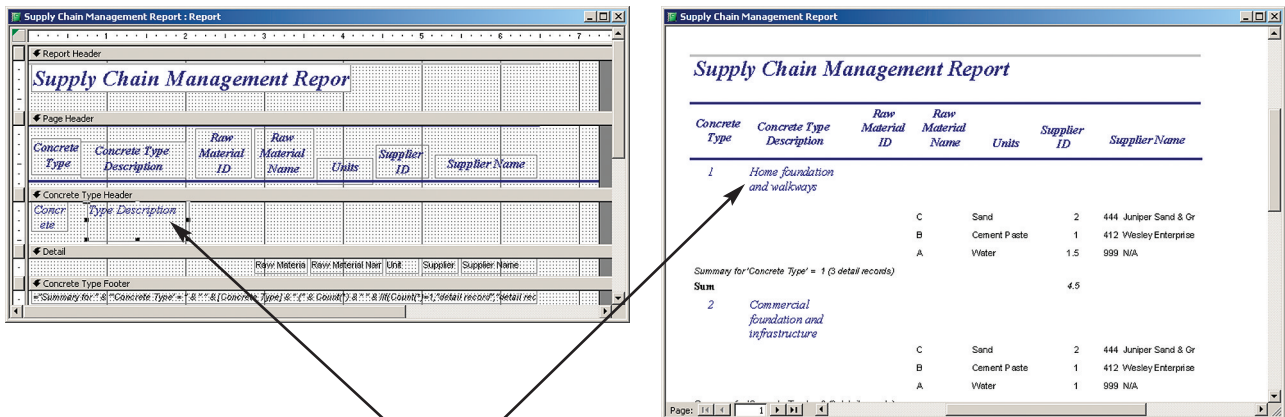 Supply Chain Management Report : Report
1 2 3 4 5 6 7
Report Header
Supply Chain Management Repor
Page Header
Concrete Type
Concrete Type Description
Raw Material ID
Raw Material Name
Units
Supplier ID
Supplier Name
Concrete Type Header
Concr ete
Type Description
Detail
Raw Materia Raw Material Nam Unit Supplier Supplier Name
Concrete Type Footer
="Summary for " & "'Concrete Type' = " & " " & [Concrete Type] & " (" & Count(*) & " " & IIf(Count(*)=1,"detail record","detail rec
Supply Chain Management Report
Supply Chain Management Report
Concrete Type
Concrete Type Description
Raw Material ID
Raw Material Name
Units
Supplier ID
Supplier Name
1 Home foundation
and walkways
C Sand 2 444 Juniper Sand & Gr
B Cement Paste 1 412 Wesley Enterprise
A Water 1.5 999 N/A
Summary for 'Concrete Type' = 1 (3 detail records)
Sum 4.5
2 Commercial
foundation and
infrastructure
C Sand 2 444 Juniper Sand & Gr
B Cement Paste 1 412 Wesley Enterprise
A Water 1 999 N/A
Page: 1